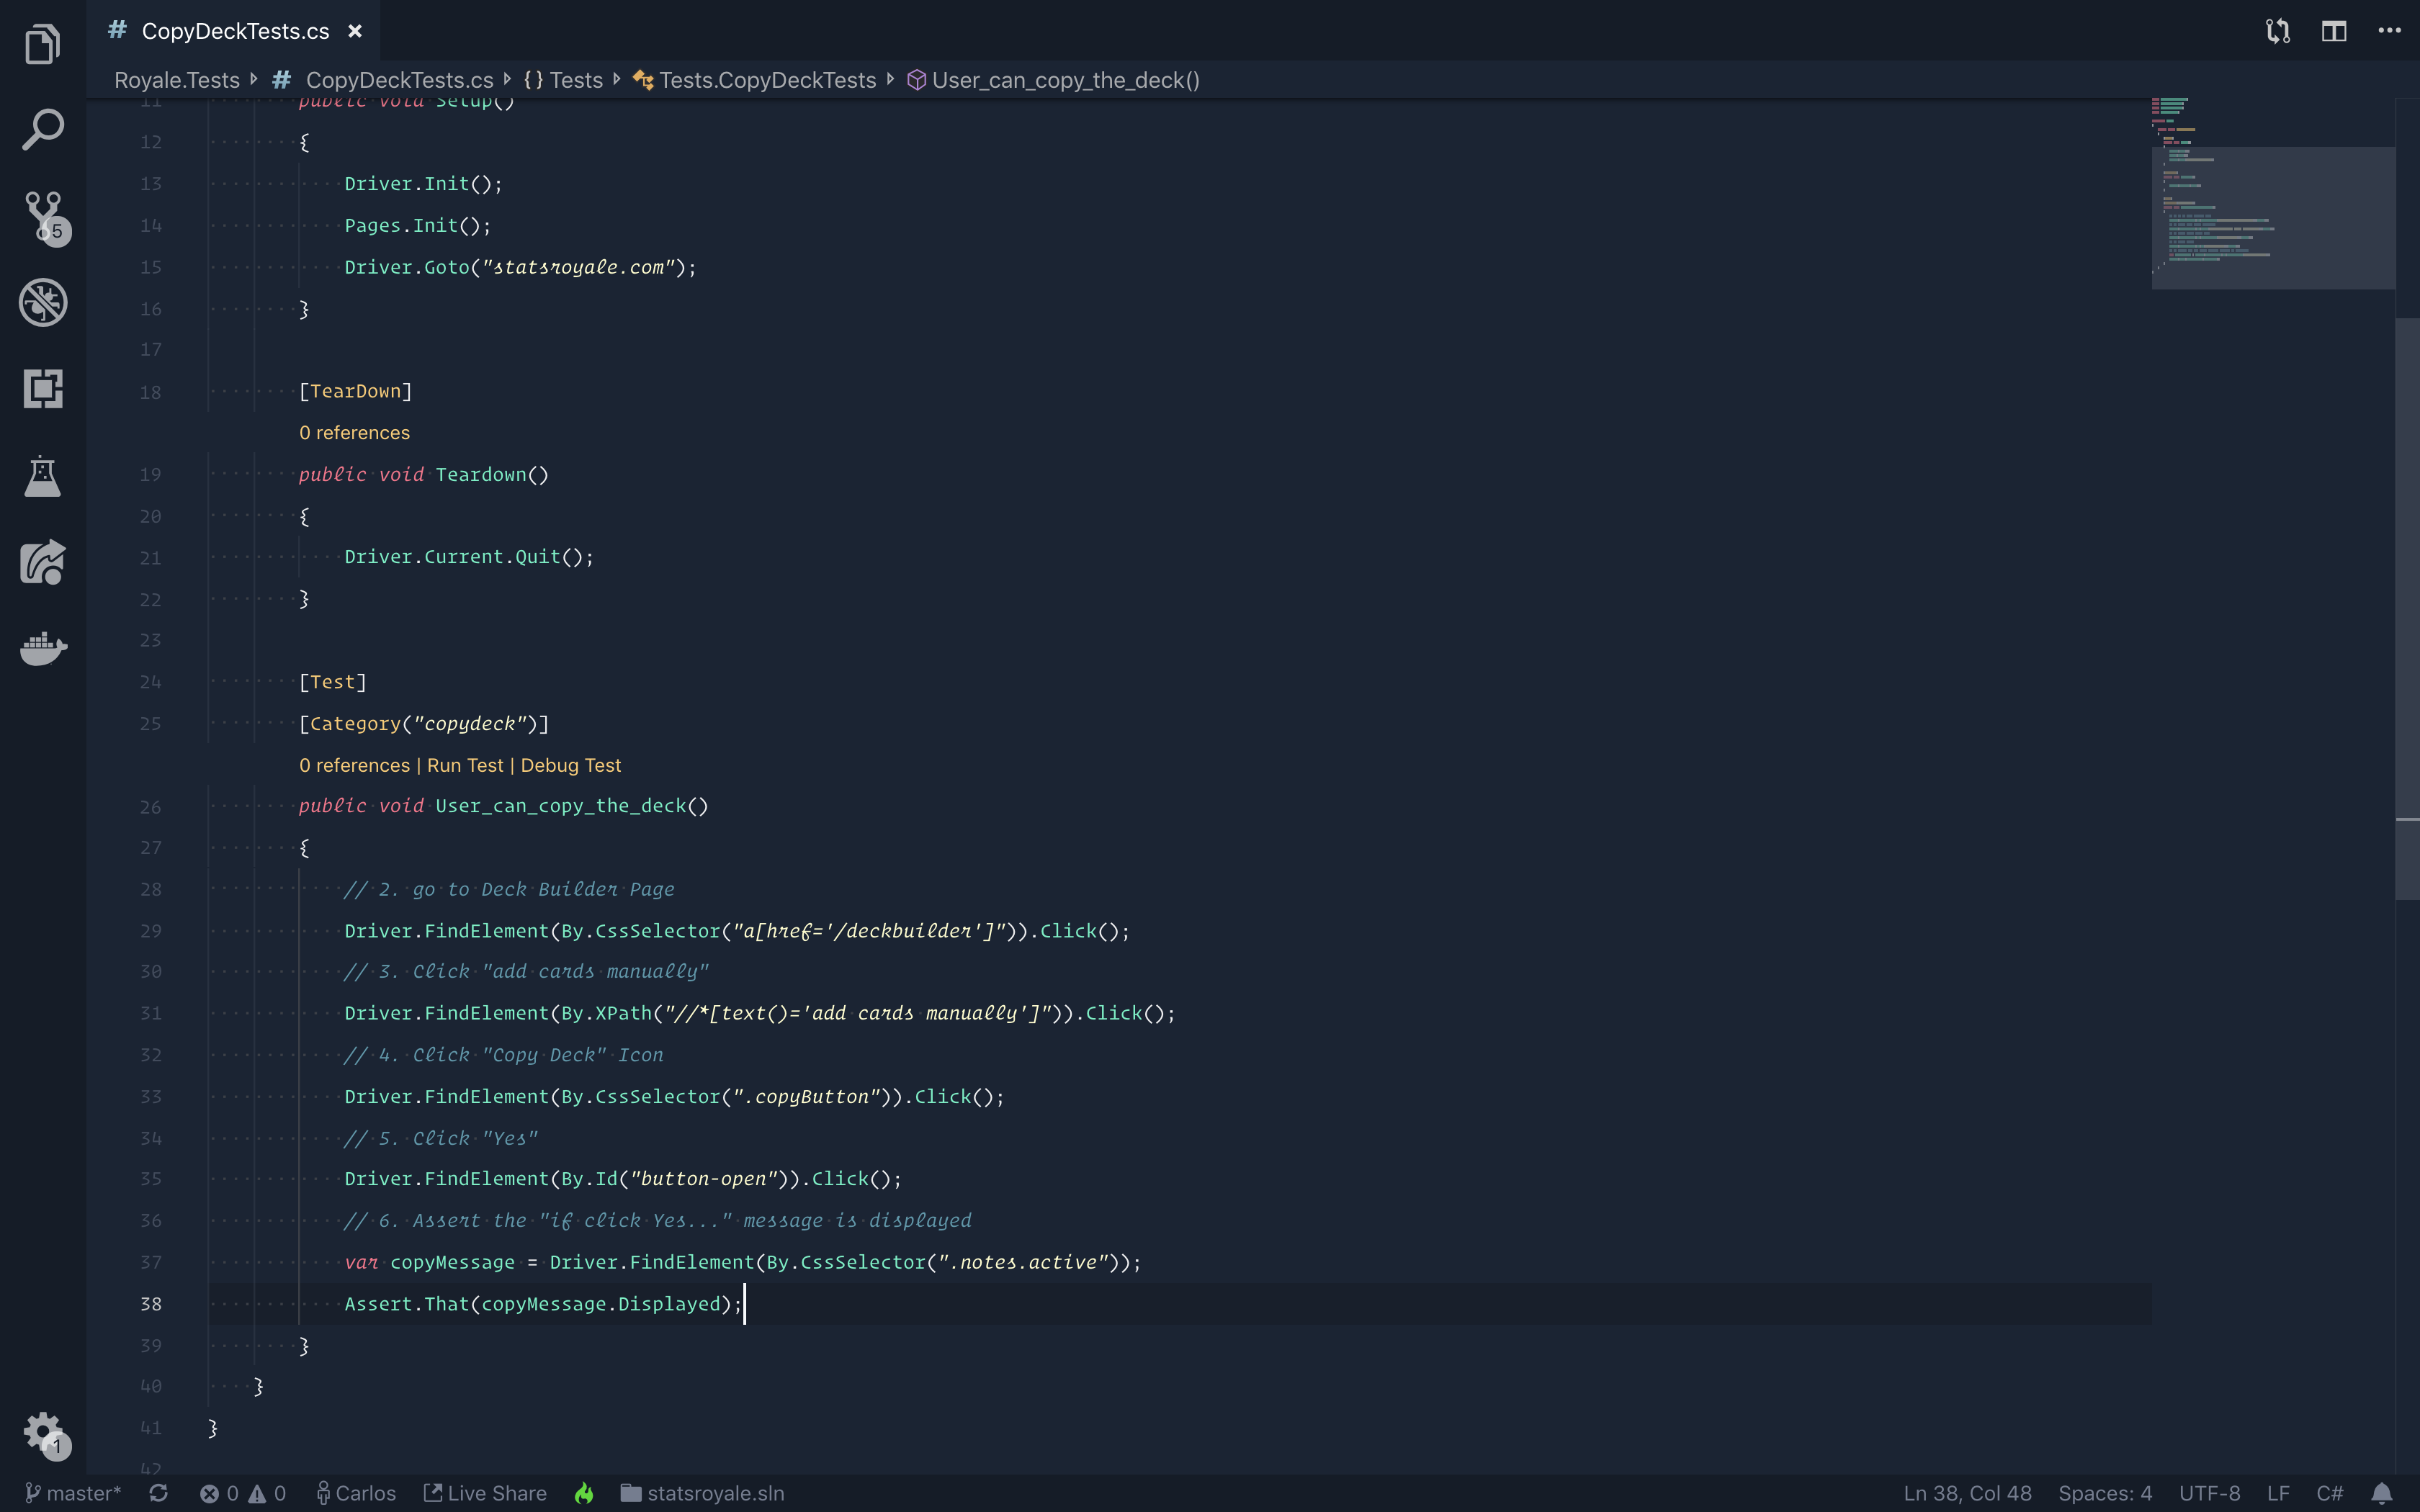 # CopyDeckTests.cs ×
Royale.Tests # CopyDeckTests.cs {} Tests Tests.CopyDeckTests User_can_copy_the_deck()
11 public void Setup()
12 {
13 Driver.Init();
14 Pages.Init();
15 Driver.Goto("statsroyale.com");
16 }
17
18 [TearDown]
0 references
19 public void Teardown()
20 {
21 Driver.Current.Quit();
22 }
23
24 [Test]
25 [Category("copydeck")]
0 references | Run Test | Debug Test
26 public void User_can_copy_the_deck()
27 {
28 // 2. go to Deck Builder Page
29 Driver.FindElement(By.CssSelector("a[href='/deckbuilder']")).Click();
30 // 3. Click "add cards manually"
31 Driver.FindElement(By.XPath("//*[text()='add cards manually']")).Click();
32 // 4. Click "Copy Deck" Icon
33 Driver.FindElement(By.CssSelector(".copyButton")).Click();
34 // 5. Click "Yes"
35 Driver.FindElement(By.Id("button-open")).Click();
36 // 6. Assert the "if click Yes..." message is displayed
37 var copyMessage = Driver.FindElement(By.CssSelector(".notes.active"));
38 Assert.That(copyMessage.Displayed);
39 }
40 }
41 }
42
5
1
master* 0 0 Carlos Live Share statsroyale.sln Ln 38, Col 48 Spaces: 4 UTF-8 LF C#